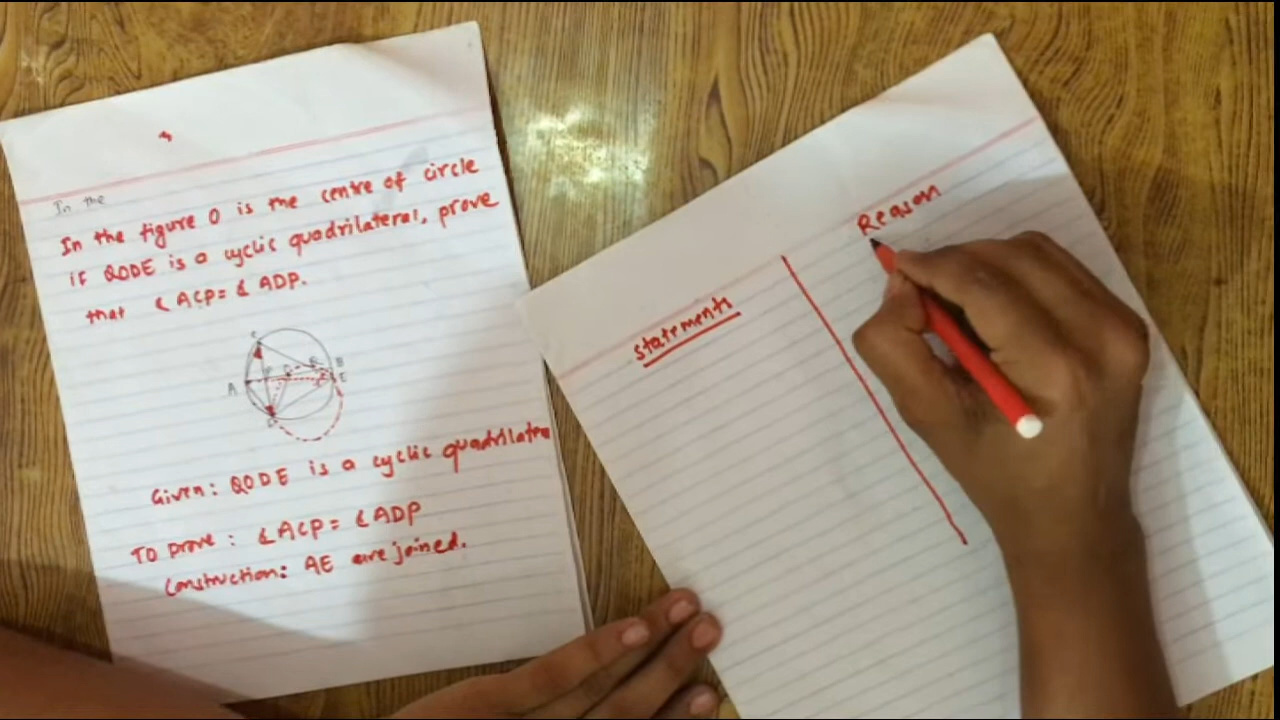 In the
In the figure O is the centre of circle
if QODE is a cyclic quadrilateral, prove
that ∠ACP = ∠ADP.
C
R B
A P O E
D
Given: QODE is a cyclic quadrilatera
To prove : ∠ACP = ∠ADP
Construction: AE are joined.
Statements
Reason